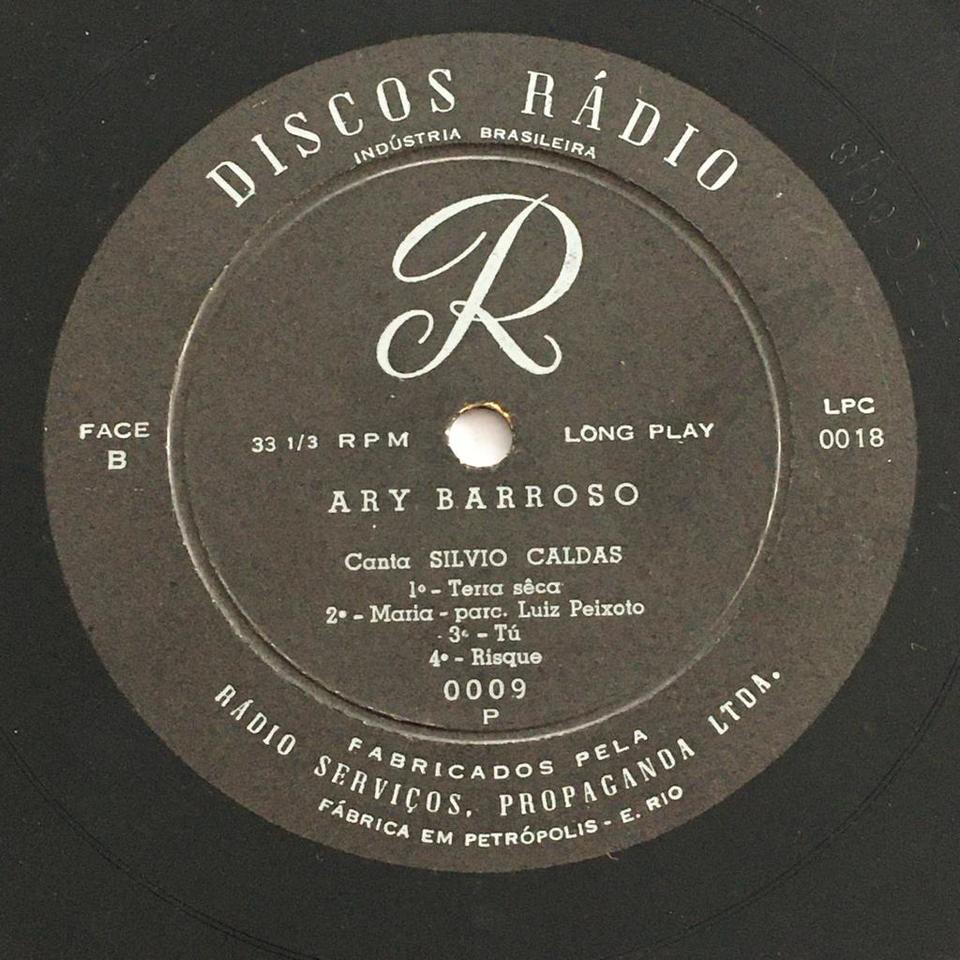 DISCOS RÁDIO
INDÚSTRIA BRASILEIRA
R
FACE
B
33 1/3 RPM
LONG PLAY
LPC
0018
ARY BARROSO
Canta SILVIO CALDAS
1º - Terra sêca
2º - Maria - parc. Luiz Peixoto
3º - Tú
4º - Risque
0009
P
FABRICADOS PELA
RÁDIO SERVIÇOS, PROPAGANDA LTDA.
FÁBRICA EM PETRÓPOLIS - E. RIO